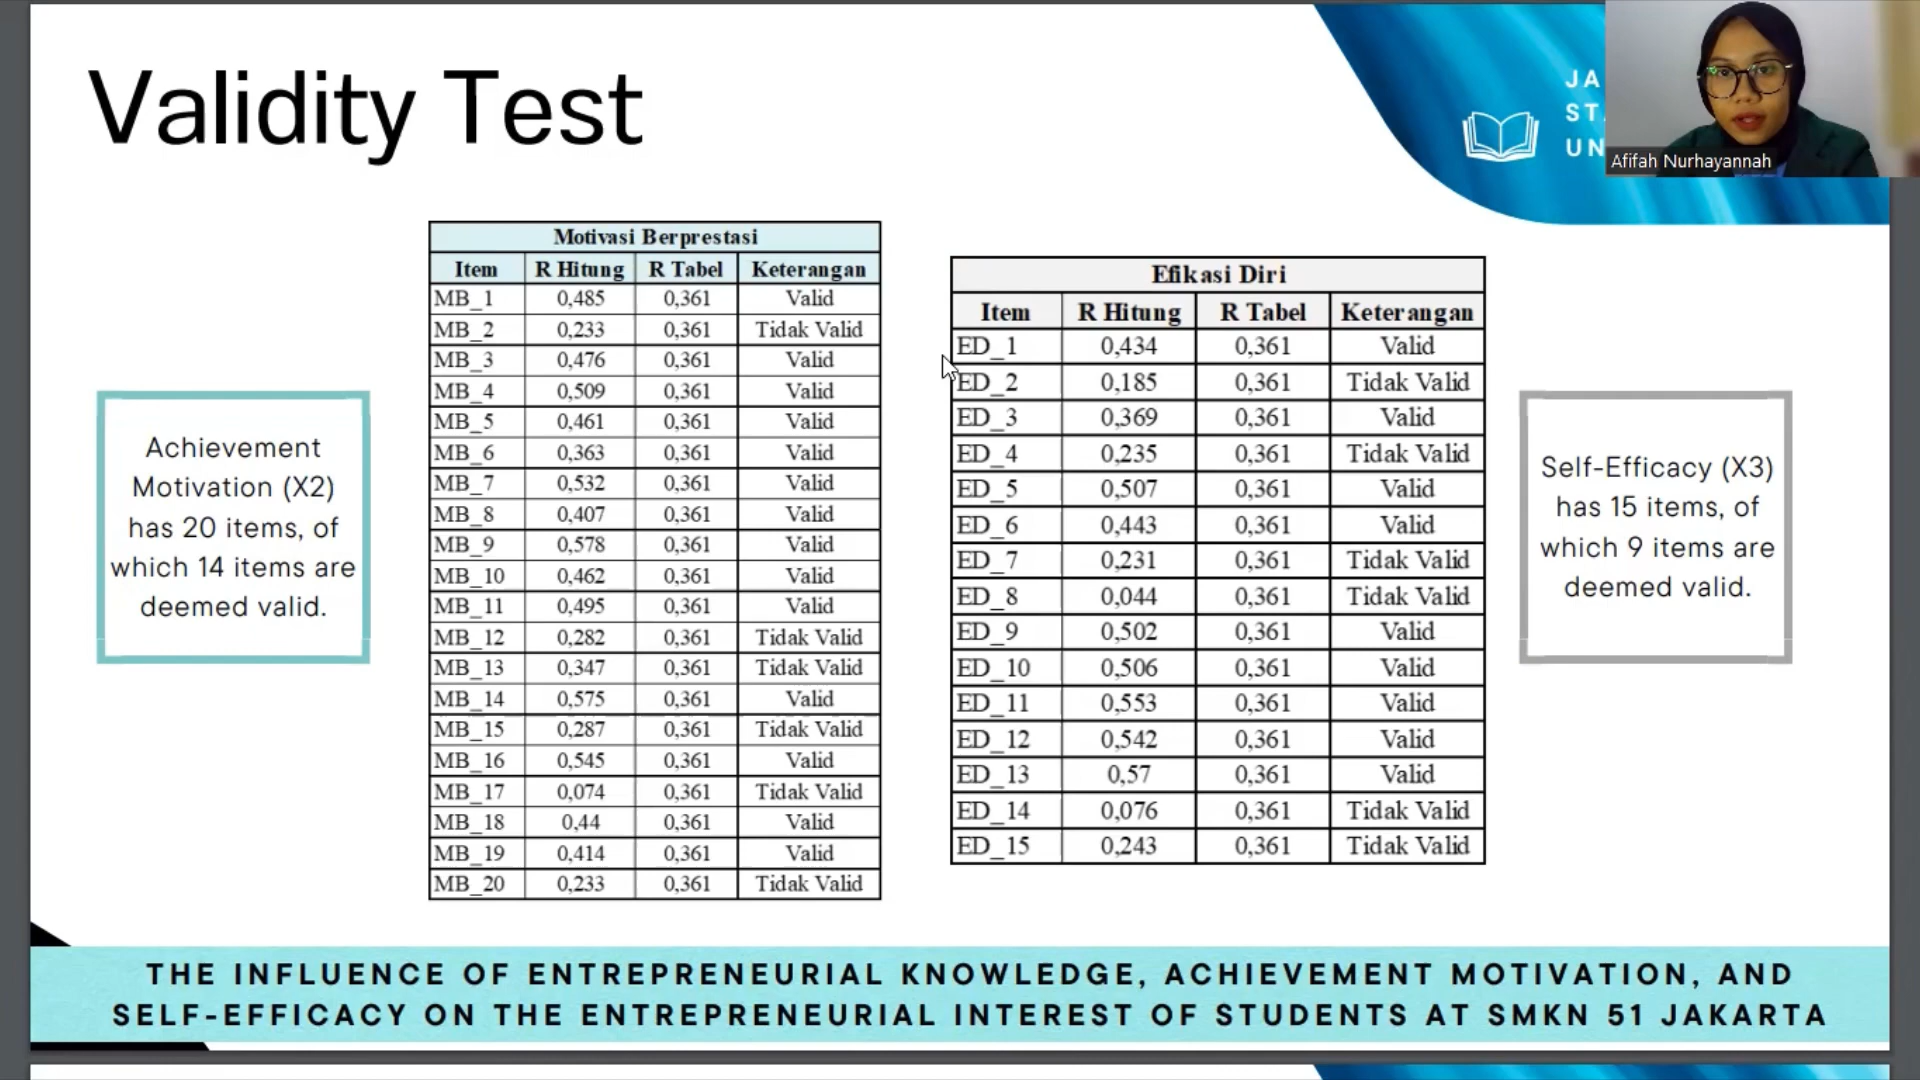 Validity Test
JA
ST
UN
Afifah Nurhayannah
Achievement
Motivation (X2)
has 20 items, of
which 14 items are
deemed valid.
Motivasi Berprestasi
Item R Hitung R Tabel Keterangan
MB_1 0,485 0,361 Valid
MB_2 0,233 0,361 Tidak Valid
MB_3 0,476 0,361 Valid
MB_4 0,509 0,361 Valid
MB_5 0,461 0,361 Valid
MB_6 0,363 0,361 Valid
MB_7 0,532 0,361 Valid
MB_8 0,407 0,361 Valid
MB_9 0,578 0,361 Valid
MB_10 0,462 0,361 Valid
MB_11 0,495 0,361 Valid
MB_12 0,282 0,361 Tidak Valid
MB_13 0,347 0,361 Tidak Valid
MB_14 0,575 0,361 Valid
MB_15 0,287 0,361 Tidak Valid
MB_16 0,545 0,361 Valid
MB_17 0,074 0,361 Tidak Valid
MB_18 0,44 0,361 Valid
MB_19 0,414 0,361 Valid
MB_20 0,233 0,361 Tidak Valid
Efikasi Diri
Item R Hitung R Tabel Keterangan
ED_1 0,434 0,361 Valid
ED_2 0,185 0,361 Tidak Valid
ED_3 0,369 0,361 Valid
ED_4 0,235 0,361 Tidak Valid
ED_5 0,507 0,361 Valid
ED_6 0,443 0,361 Valid
ED_7 0,231 0,361 Tidak Valid
ED_8 0,044 0,361 Tidak Valid
ED_9 0,502 0,361 Valid
ED_10 0,506 0,361 Valid
ED_11 0,553 0,361 Valid
ED_12 0,542 0,361 Valid
ED_13 0,57 0,361 Valid
ED_14 0,076 0,361 Tidak Valid
ED_15 0,243 0,361 Tidak Valid
Self-Efficacy (X3)
has 15 items, of
which 9 items are
deemed valid.
THE INFLUENCE OF ENTREPRENEURIAL KNOWLEDGE, ACHIEVEMENT MOTIVATION, AND
SELF-EFFICACY ON THE ENTREPRENEURIAL INTEREST OF STUDENTS AT SMKN 51 JAKARTA